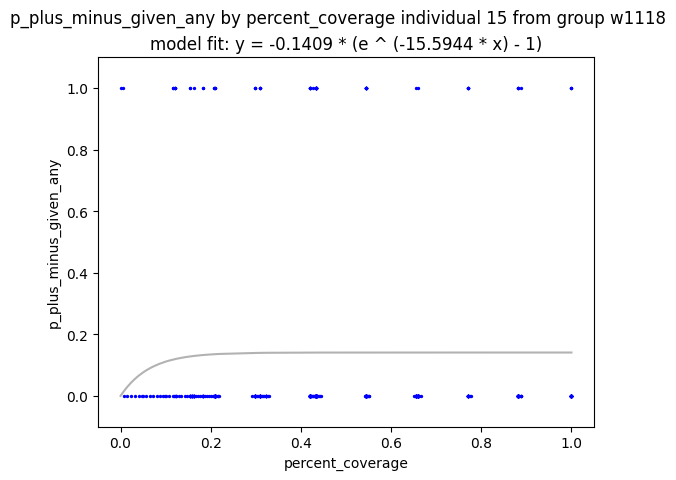 p_plus_minus_given_any by percent_coverage individual 15 from group w1118
model fit: y = -0.1409 * (e ^ (-15.5944 * x) - 1)
p_plus_minus_given_any
1.0
0.8
0.6
0.4
0.2
0.0
0.0 0.2 0.4 0.6 0.8 1.0
percent_coverage